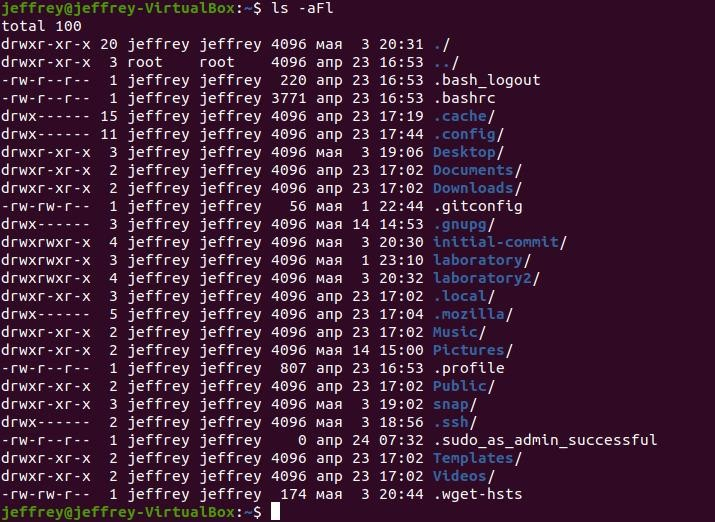 jeffrey@jeffrey-VirtualBox:~$ ls -aFl
total 100
drwxr-xr-x 20 jeffrey jeffrey 4096 мая  3 20:31 ./
drwxr-xr-x  3 root    root    4096 апр 23 16:53 ../
-rw-r--r--  1 jeffrey jeffrey  220 апр 23 16:53 .bash_logout
-rw-r--r--  1 jeffrey jeffrey 3771 апр 23 16:53 .bashrc
drwx------ 15 jeffrey jeffrey 4096 апр 23 17:19 .cache/
drwx------ 11 jeffrey jeffrey 4096 апр 23 17:44 .config/
drwxr-xr-x  3 jeffrey jeffrey 4096 мая  3 19:06 Desktop/
drwxr-xr-x  2 jeffrey jeffrey 4096 апр 23 17:02 Documents/
drwxr-xr-x  2 jeffrey jeffrey 4096 апр 23 17:02 Downloads/
-rw-rw-r--  1 jeffrey jeffrey   56 мая  1 22:44 .gitconfig
drwx------  3 jeffrey jeffrey 4096 мая 14 14:53 .gnupg/
drwxrwxr-x  4 jeffrey jeffrey 4096 мая  3 20:30 initial-commit/
drwxrwxr-x  3 jeffrey jeffrey 4096 мая  1 23:10 laboratory/
drwxrwxr-x  4 jeffrey jeffrey 4096 мая  3 20:32 laboratory2/
drwxr-xr-x  3 jeffrey jeffrey 4096 апр 23 17:02 .local/
drwx------  5 jeffrey jeffrey 4096 апр 23 17:04 .mozilla/
drwxr-xr-x  2 jeffrey jeffrey 4096 апр 23 17:02 Music/
drwxr-xr-x  2 jeffrey jeffrey 4096 мая 14 15:00 Pictures/
-rw-r--r--  1 jeffrey jeffrey  807 апр 23 16:53 .profile
drwxr-xr-x  2 jeffrey jeffrey 4096 апр 23 17:02 Public/
drwxr-xr-x  3 jeffrey jeffrey 4096 мая  3 19:02 snap/
drwx------  2 jeffrey jeffrey 4096 мая  3 18:56 .ssh/
-rw-r--r--  1 jeffrey jeffrey    0 апр 24 07:32 .sudo_as_admin_successful
drwxr-xr-x  2 jeffrey jeffrey 4096 апр 23 17:02 Templates/
drwxr-xr-x  2 jeffrey jeffrey 4096 апр 23 17:02 Videos/
-rw-rw-r--  1 jeffrey jeffrey  174 мая  3 20:44 .wget-hsts
jeffrey@jeffrey-VirtualBox:~$